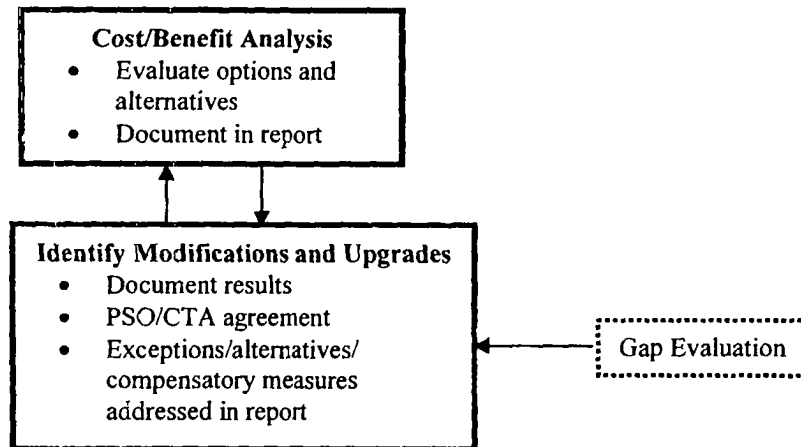 Cost/Benefit Analysis
• Evaluate options and
alternatives
• Document in report
Identify Modifications and Upgrades
• Document results
• PSO/CTA agreement
• Exceptions/alternatives/
compensatory measures
addressed in report
Gap Evaluation